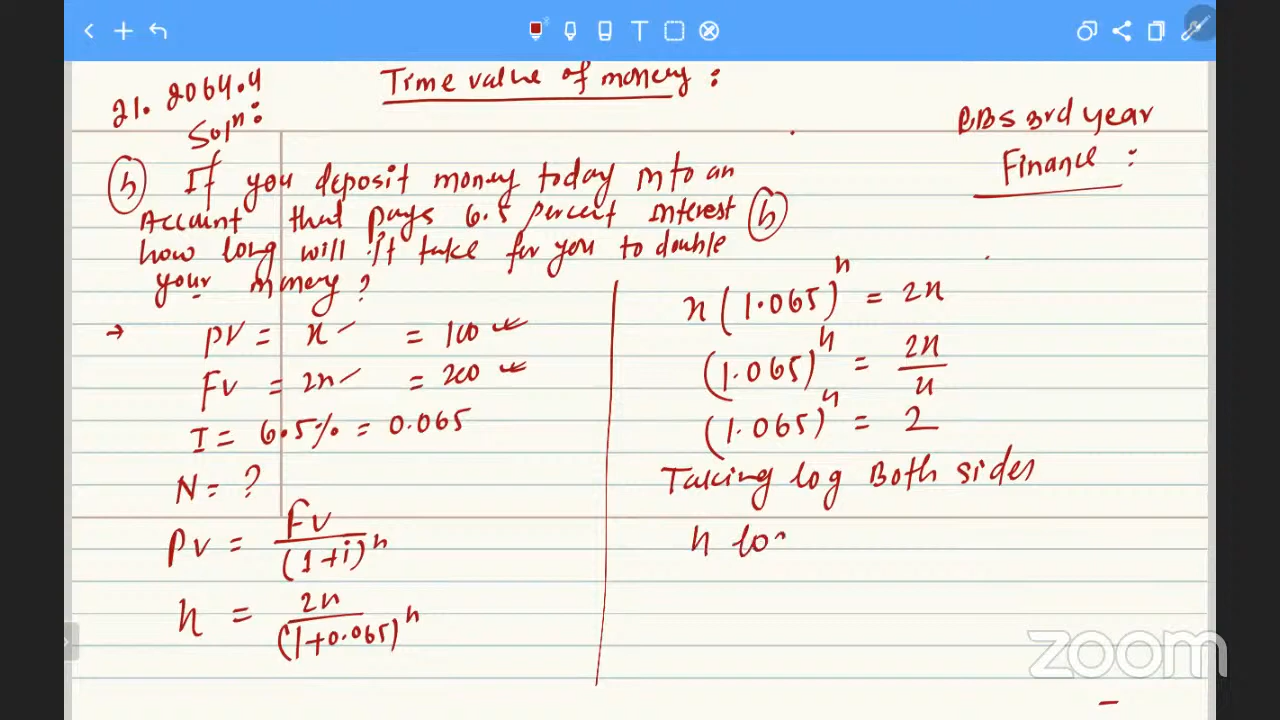 Time value of money :
21. 2064.4
Solⁿ:
BBS 3rd year
Finance :
(h) If you deposit money today into an
Account that pays 6.5 percent interest
how long will it take for you to double
your money ?
→ PV = x = 100
FV = 2x = 200
I = 6.5% = 0.065
N = ?
PV = FV / (1+i)ⁿ
x = 2x / (1+0.065)ⁿ
(h)
x (1.065)ⁿ = 2x
(1.065)ⁿ = 2x / x
(1.065)ⁿ = 2
Taking log Both sides
n lo
zoom